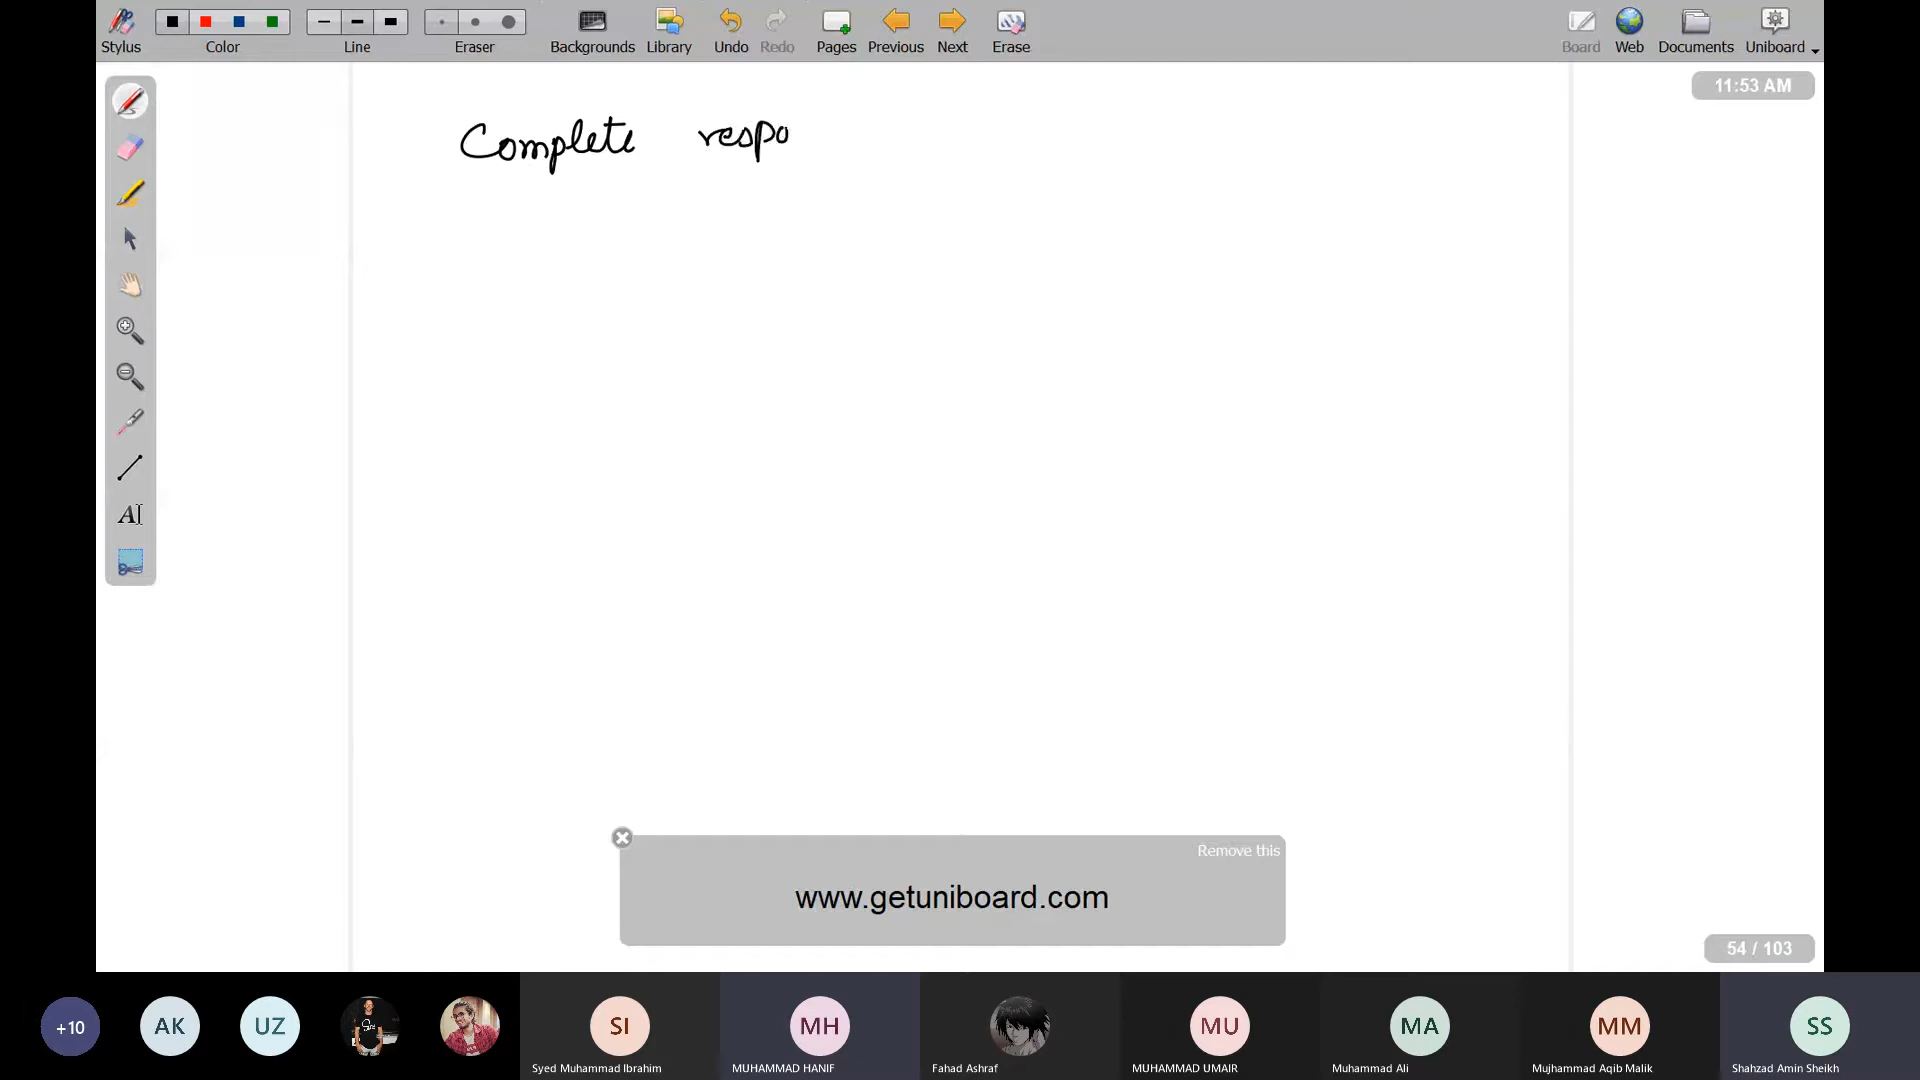 Stylus Color Line Eraser Backgrounds Library Undo Redo Pages Previous Next Erase Board Web Documents Uniboard
11:53 AM
Complete respo
AI
Remove this
www.getuniboard.com
54 / 103
+10 AK UZ SI MH MU MA MM SS
Syed Muhammad Ibrahim MUHAMMAD HANIF Fahad Ashraf MUHAMMAD UMAIR Muhammad Ali Mujhammad Aqib Malik Shahzad Amin Sheikh